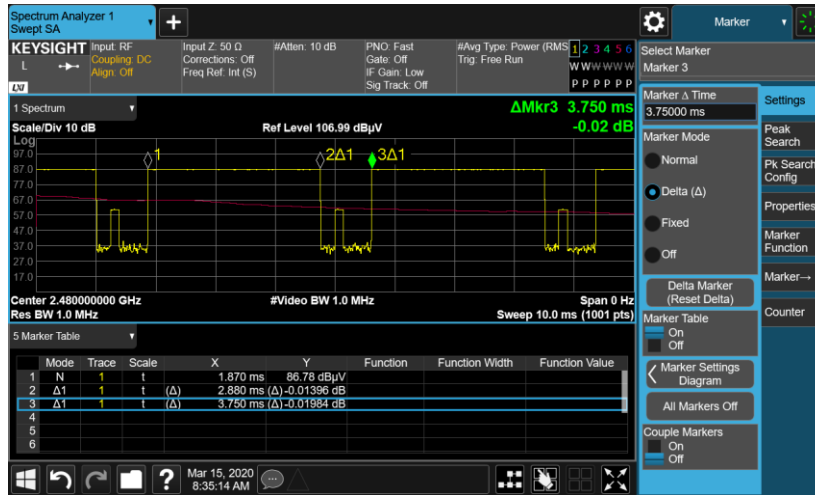 Spectrum Analyzer 1
Swept SA
+
Marker
KEYSIGHT Input: RF Input Z: 50 Ω #Atten: 10 dB PNO: Fast #Avg Type: Power (RMS 1 2 3 4 5 6
L Coupling: DC Corrections: Off Gate: Off Trig: Free Run
Align: Off Freq Ref: Int (S) IF Gain: Low W W W W W W
LXI Sig Track: Off P P P P P P
Select Marker
Marker 3
1 Spectrum
ΔMkr3 3.750 ms
Scale/Div 10 dB Ref Level 106.99 dBµV -0.02 dB
Log
97.0
87.0
77.0
67.0
57.0
47.0
37.0
27.0
17.0
1 2Δ1 3Δ1
Center 2.480000000 GHz #Video BW 1.0 MHz Span 0 Hz
Res BW 1.0 MHz Sweep 10.0 ms (1001 pts)
5 Marker Table
Mode Trace Scale X Y Function Function Width Function Value
1 N 1 t 1.870 ms 86.78 dBµV
2 Δ1 1 t (Δ) 2.880 ms (Δ) -0.01396 dB
3 Δ1 1 t (Δ) 3.750 ms (Δ) -0.01984 dB
4
5
6
Marker Δ Time
3.75000 ms
Marker Mode
Normal
Delta (Δ)
Fixed
Off
Delta Marker
(Reset Delta)
Marker Table
On
Off
Marker Settings
Diagram
All Markers Off
Couple Markers
On
Off
Settings
Peak
Search
Pk Search
Config
Properties
Marker
Function
Marker→
Counter
? Mar 15, 2020
8:35:14 AM